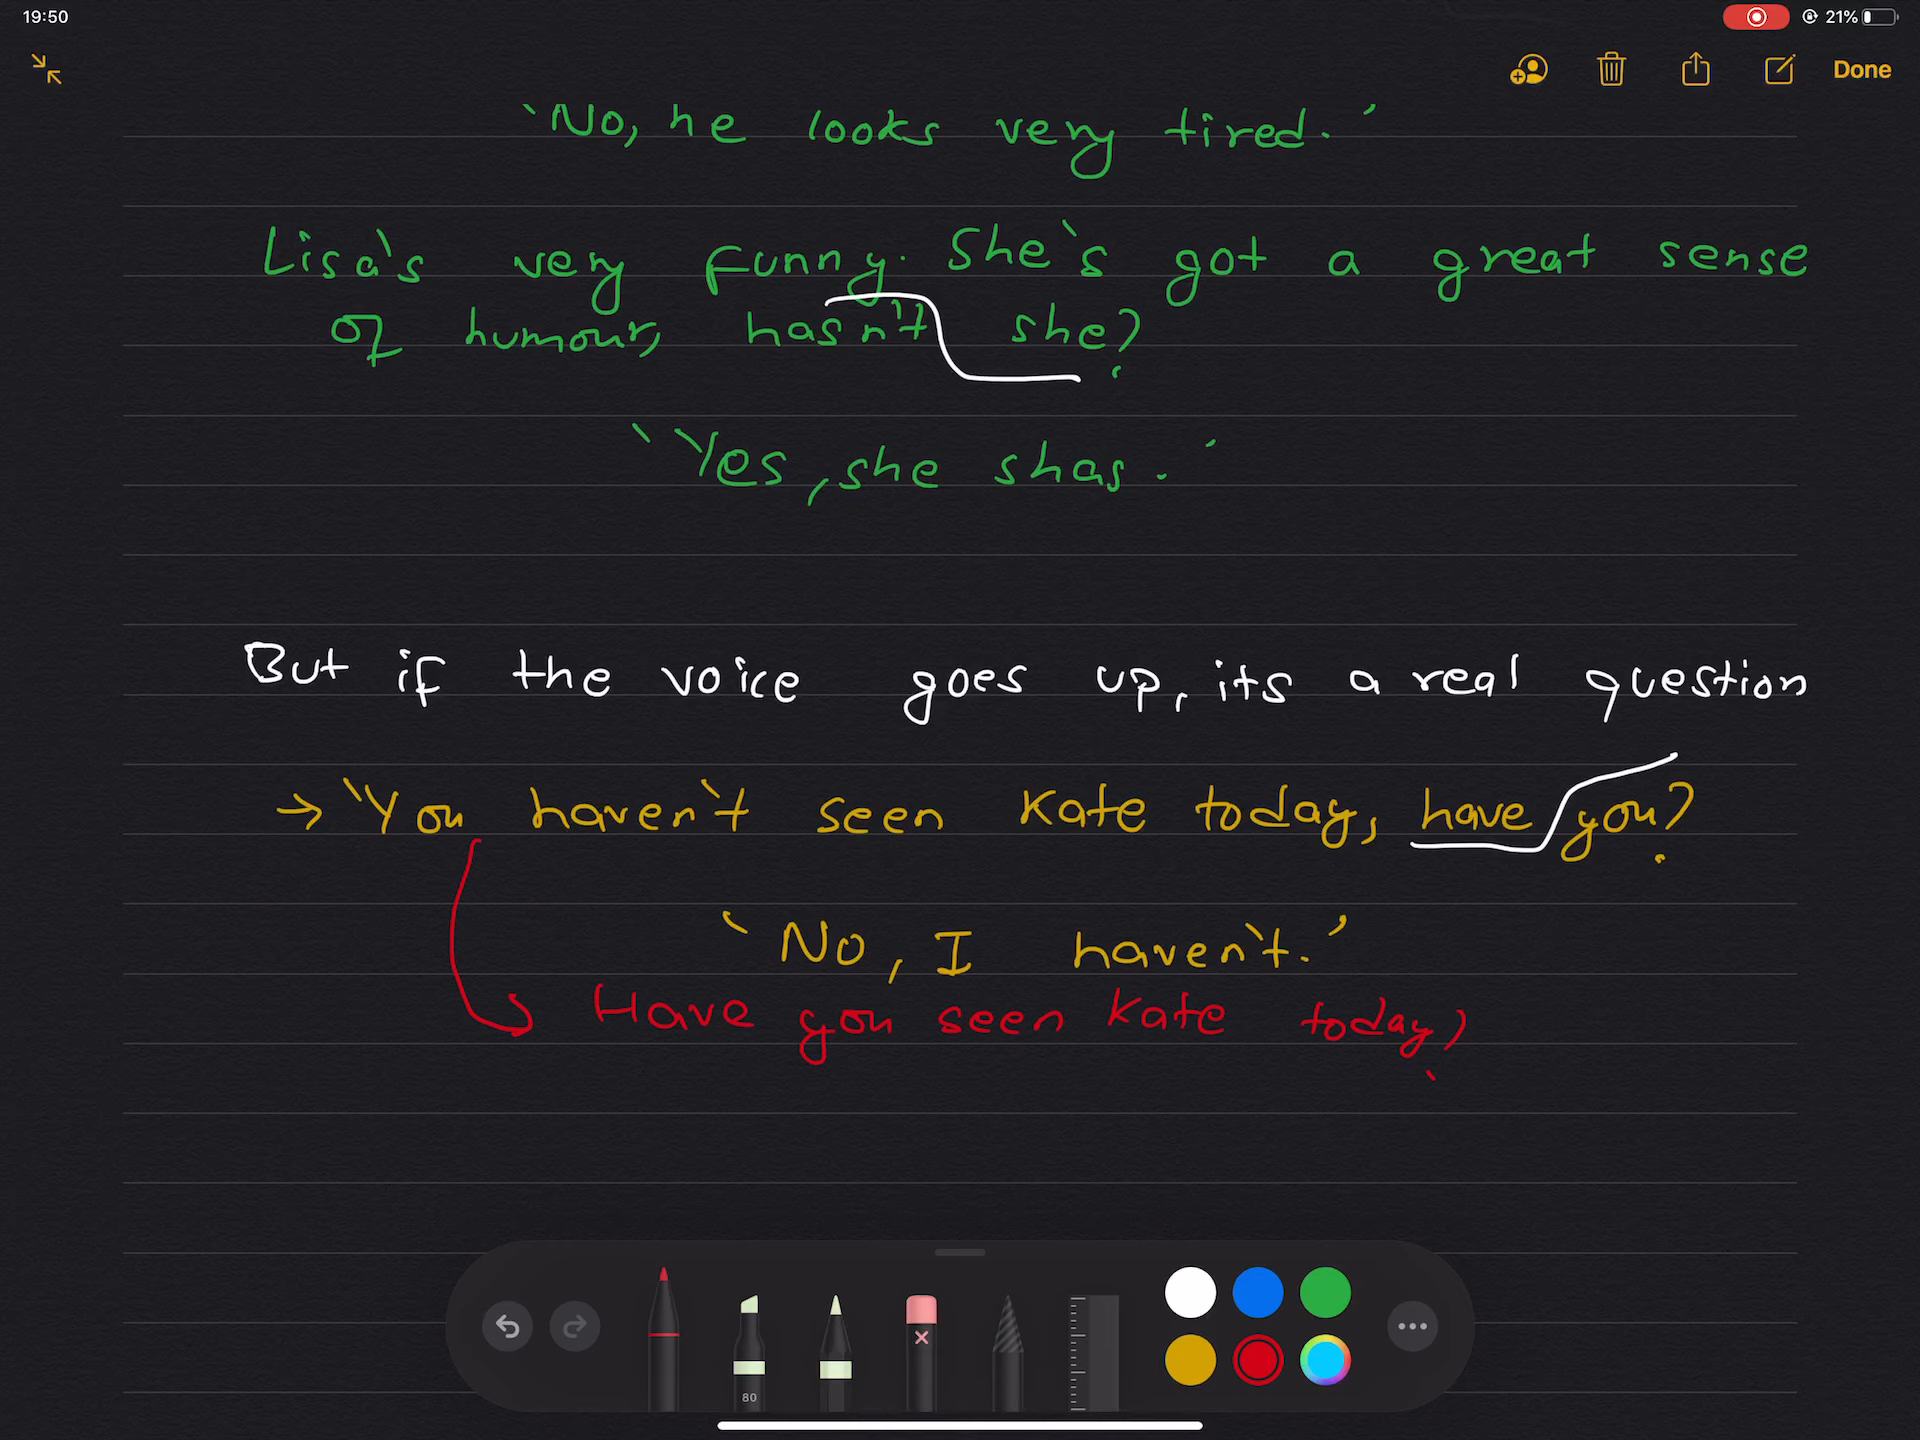 19:50
21%
Done
'No, he looks very tired.'
Lisa's very funny. She's got a great sense
of humour, hasn't she?
'Yes, she shas.'
But if the voice goes up, its a real question
→ 'You haven't seen Kate today, have you?
'No, I haven't.'
Have you seen Kate today?
80